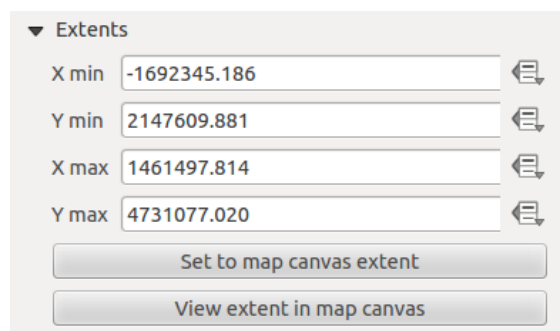 Extents
X min -1692345.186
Y min 2147609.881
X max 1461497.814
Y max 4731077.020
Set to map canvas extent
View extent in map canvas